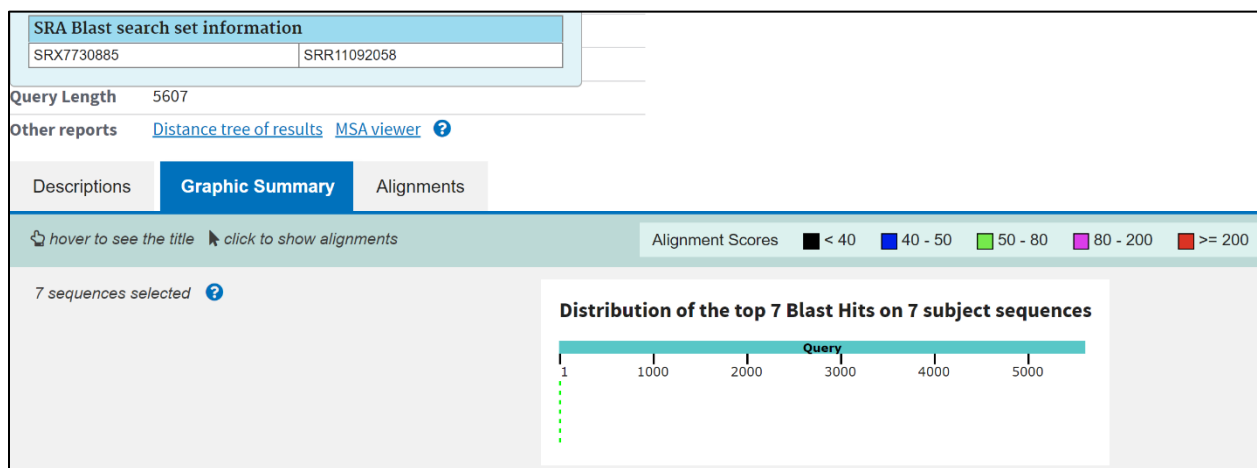 SRA Blast search set information
SRX7730885 SRR11092058
Query Length 5607
Other reports Distance tree of results MSA viewer ?
Descriptions Graphic Summary Alignments
hover to see the title click to show alignments Alignment Scores < 40 40 - 50 50 - 80 80 - 200 >= 200
7 sequences selected ?
Distribution of the top 7 Blast Hits on 7 subject sequences
Query
1 1000 2000 3000 4000 5000